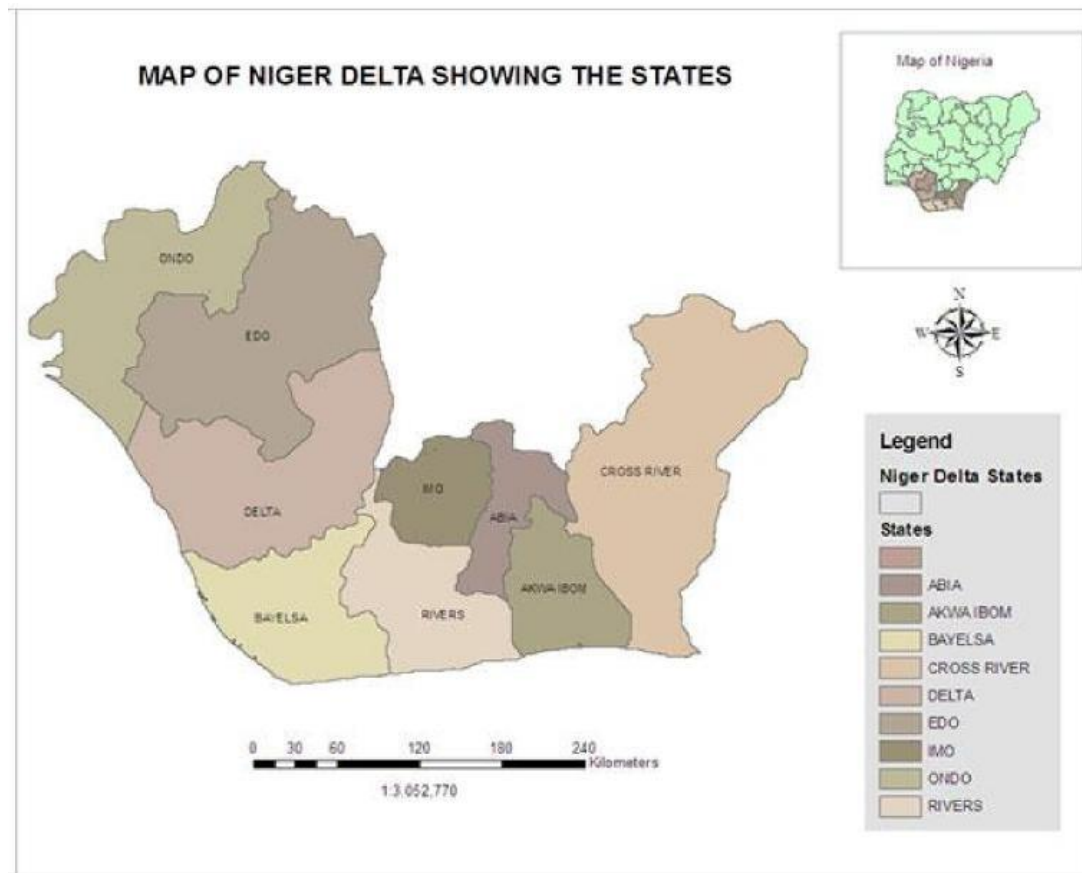 MAP OF NIGER DELTA SHOWING THE STATES
Map of Nigeria
N
W E
S
ONDO
EDO
DELTA
BAYELSA
IMO
ABIA
RIVERS
AKWA IBOM
CROSS RIVER
Legend
Niger Delta States
States
ABIA
AKWA IBOM
BAYELSA
CROSS RIVER
DELTA
EDO
IMO
ONDO
RIVERS
0 30 60 120 180 240
Kilometers
1:3,052,770